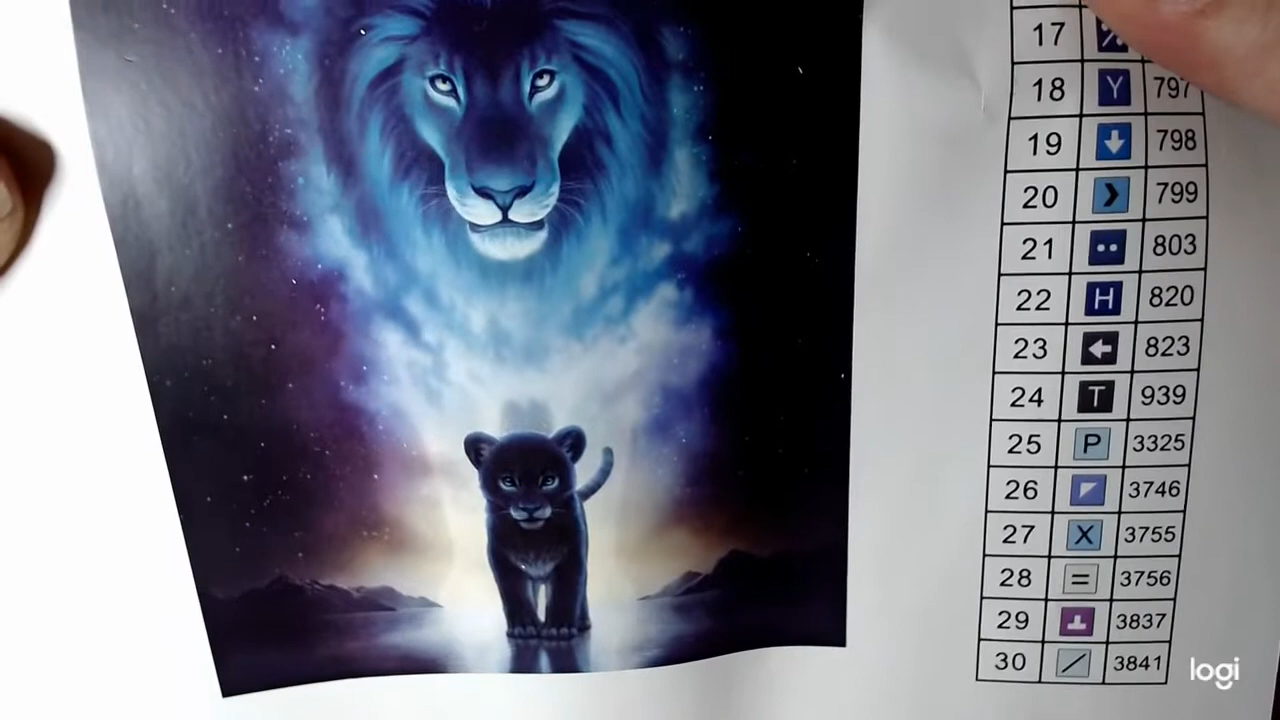 17 %
18 Y 797
19 798
20 799
21 803
22 H 820
23 823
24 T 939
25 P 3325
26 3746
27 X 3755
28 = 3756
29 3837
30 / 3841
logi